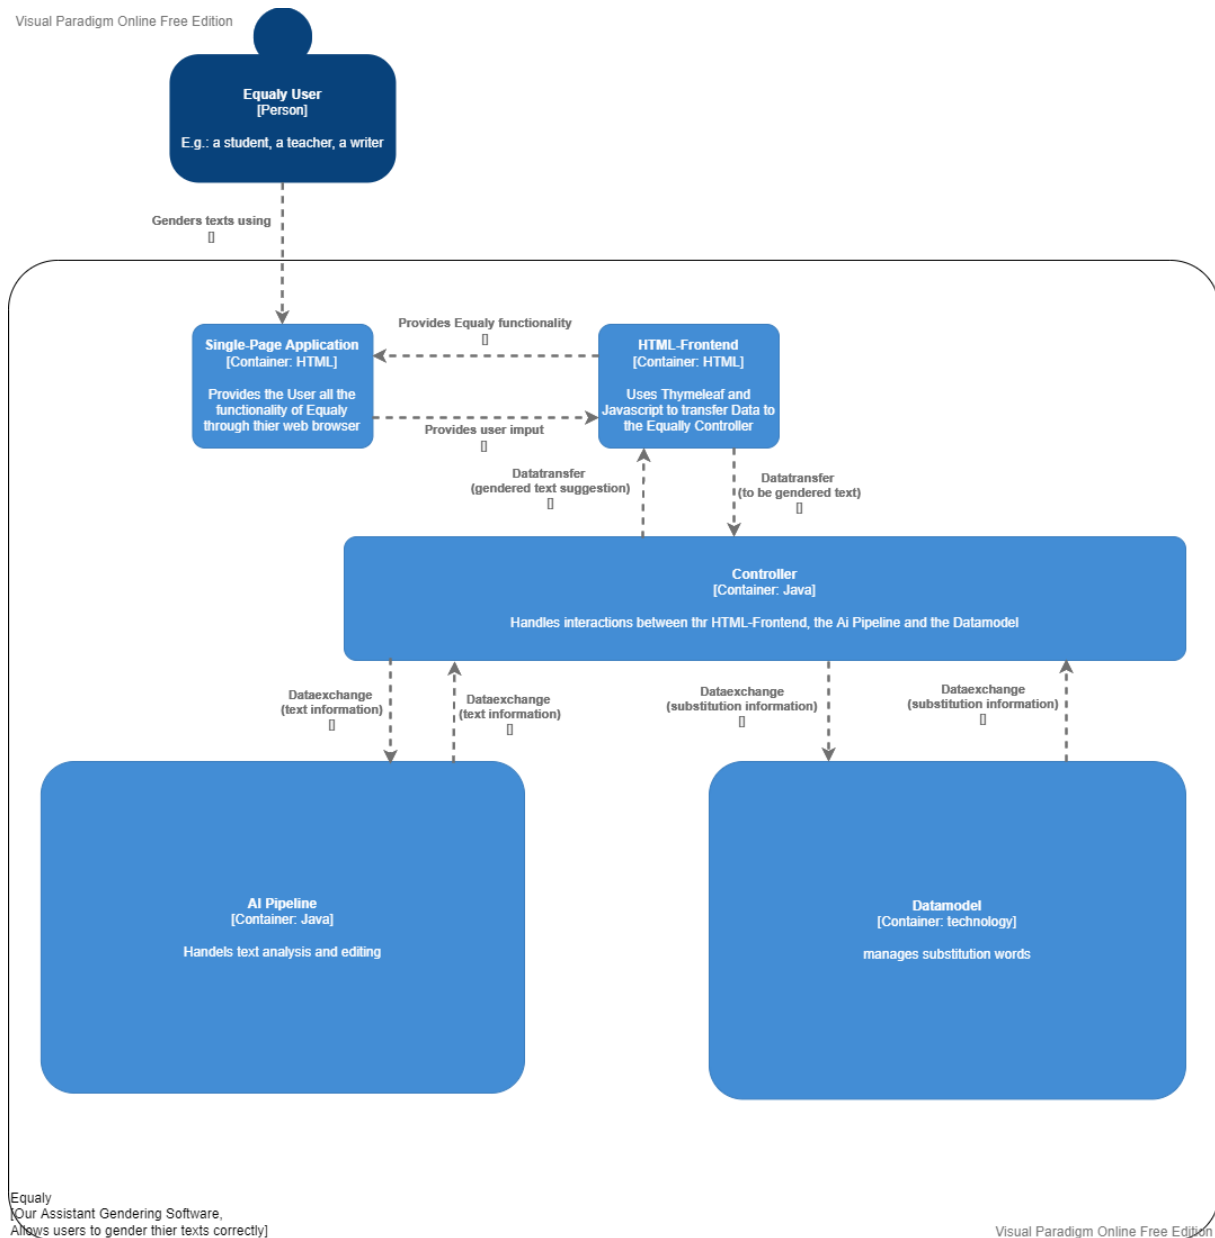 Visual Paradigm Online Free Edition
Equaly User
[Person]
E.g.: a student, a teacher, a writer
Genders texts using
[]
Single-Page Application
[Container: HTML]
Provides the User all the
functionality of Equaly
through thier web browser
Provides Equaly functionality
[]
Provides user imput
[]
HTML-Frontend
[Container: HTML]
Uses Thymeleaf and
Javascript to transfer Data to
the Equally Controller
Datatransfer
(gendered text suggestion)
[]
Datatransfer
(to be gendered text)
[]
Controller
[Container: Java]
Handles interactions between thr HTML-Frontend, the Ai Pipeline and the Datamodel
Dataexchange
(text information)
[]
Dataexchange
(text information)
[]
Dataexchange
(substitution information)
[]
Dataexchange
(substitution information)
[]
AI Pipeline
[Container: Java]
Handels text analysis and editing
Datamodel
[Container: technology]
manages substitution words
Equaly
[Our Assistant Gendering Software,
Allows users to gender thier texts correctly]
Visual Paradigm Online Free Edition